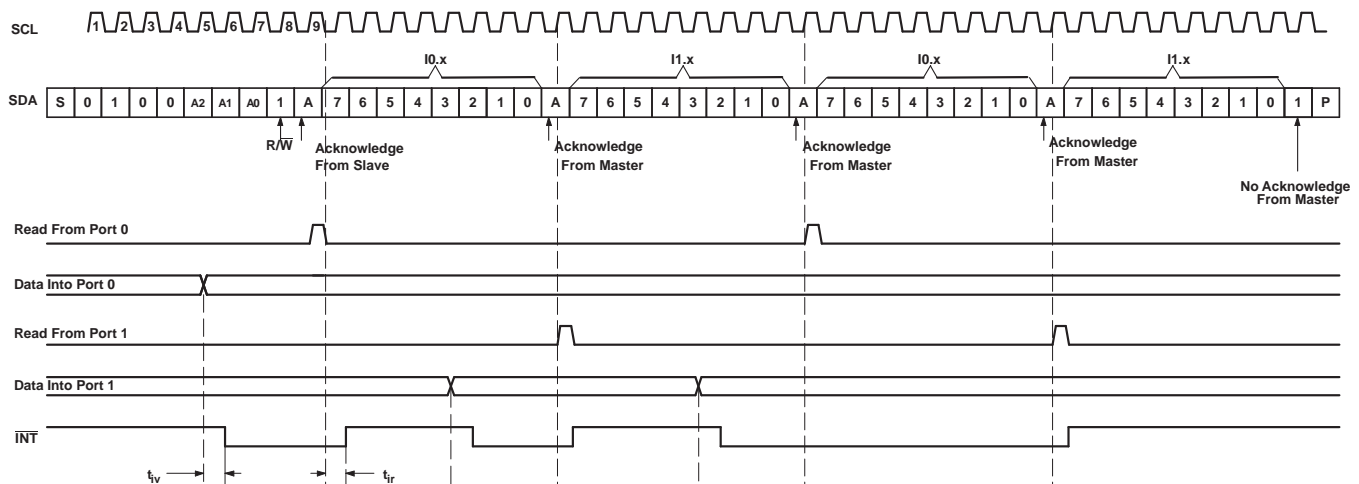 I0.x I1.x I0.x I1.x
SCL 1 2 3 4 5 6 7 8 9
SDA S 0 1 0 0 A2 A1 A0 1 A 7 6 5 4 3 2 1 0 A 7 6 5 4 3 2 1 0 A 7 6 5 4 3 2 1 0 A 7 6 5 4 3 2 1 0 1 P
R/W̅
Acknowledge
From Slave
Acknowledge
From Master
Acknowledge
From Master
Acknowledge
From Master
No Acknowledge
From Master
Read From Port 0
Data Into Port 0
Read From Port 1
Data Into Port 1
I̅N̅T̅
tiv tir